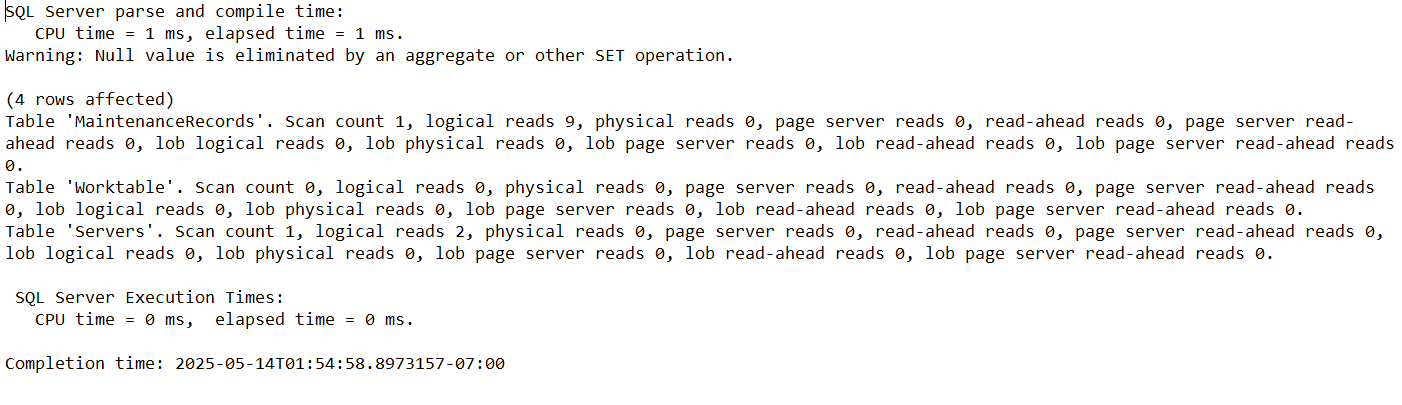 SQL Server parse and compile time:
   CPU time = 1 ms, elapsed time = 1 ms.
Warning: Null value is eliminated by an aggregate or other SET operation.

(4 rows affected)
Table 'MaintenanceRecords'. Scan count 1, logical reads 9, physical reads 0, page server reads 0, read-ahead reads 0, page server read-
ahead reads 0, lob logical reads 0, lob physical reads 0, lob page server reads 0, lob read-ahead reads 0, lob page server read-ahead reads
0.
Table 'Worktable'. Scan count 0, logical reads 0, physical reads 0, page server reads 0, read-ahead reads 0, page server read-ahead reads
0, lob logical reads 0, lob physical reads 0, lob page server reads 0, lob read-ahead reads 0, lob page server read-ahead reads 0.
Table 'Servers'. Scan count 1, logical reads 2, physical reads 0, page server reads 0, read-ahead reads 0, page server read-ahead reads 0,
lob logical reads 0, lob physical reads 0, lob page server reads 0, lob read-ahead reads 0, lob page server read-ahead reads 0.

 SQL Server Execution Times:
   CPU time = 0 ms,  elapsed time = 0 ms.

Completion time: 2025-05-14T01:54:58.8973157-07:00